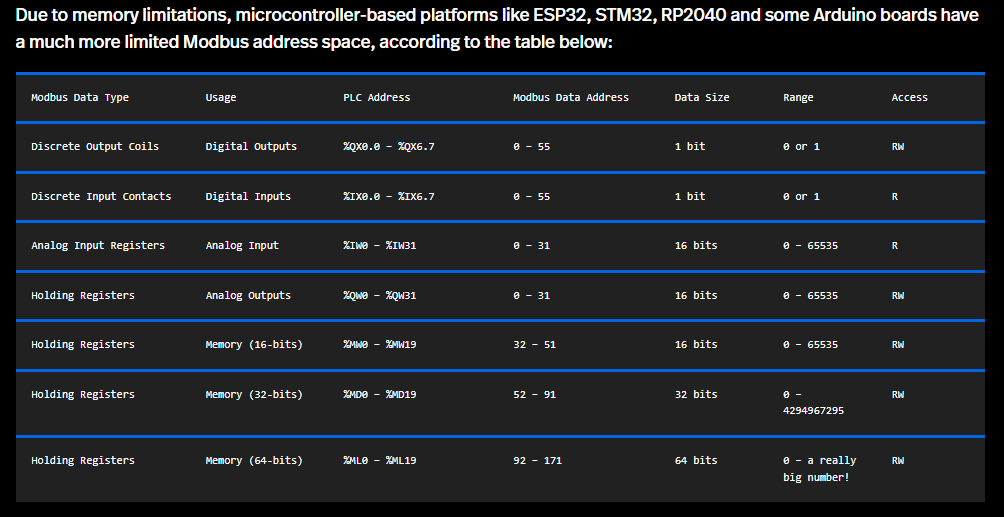 Due to memory limitations, microcontroller-based platforms like ESP32, STM32, RP2040 and some Arduino boards have
a much more limited Modbus address space, according to the table below:
Modbus Data Type Usage PLC Address Modbus Data Address Data Size Range Access
Discrete Output Coils Digital Outputs %QX0.0 – %QX6.7 0 – 55 1 bit 0 or 1 RW
Discrete Input Contacts Digital Inputs %IX0.0 – %IX6.7 0 – 55 1 bit 0 or 1 R
Analog Input Registers Analog Input %IW0 – %IW31 0 – 31 16 bits 0 – 65535 R
Holding Registers Analog Outputs %QW0 – %QW31 0 – 31 16 bits 0 – 65535 RW
Holding Registers Memory (16-bits) %MW0 – %MW19 32 – 51 16 bits 0 – 65535 RW
Holding Registers Memory (32-bits) %MD0 – %MD19 52 – 91 32 bits 0 – RW
4294967295
Holding Registers Memory (64-bits) %ML0 – %ML19 92 – 171 64 bits 0 – a really RW
big number!